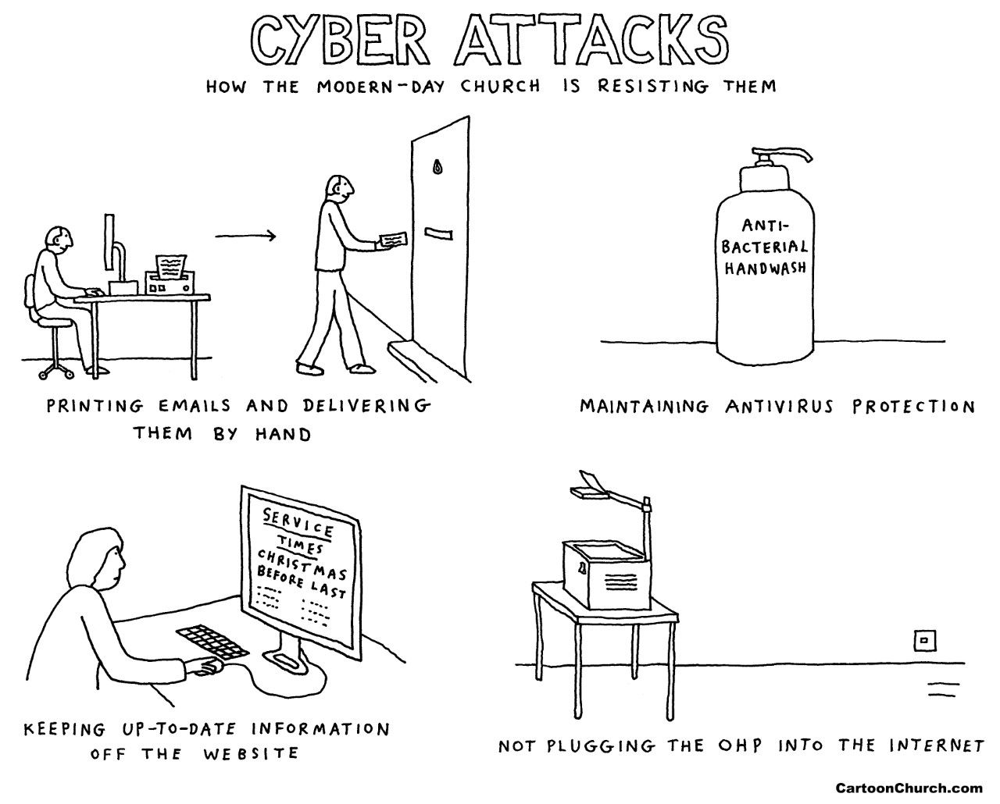 CYBER ATTACKS
HOW THE MODERN-DAY CHURCH IS RESISTING THEM
ANTI-
BACTERIAL
HANDWASH
PRINTING EMAILS AND DELIVERING
THEM BY HAND
MAINTAINING ANTIVIRUS PROTECTION
SERVICE
TIMES
CHRISTMAS
BEFORE LAST
KEEPING UP-TO-DATE INFORMATION
OFF THE WEBSITE
NOT PLUGGING THE OHP INTO THE INTERNET
CartoonChurch.com